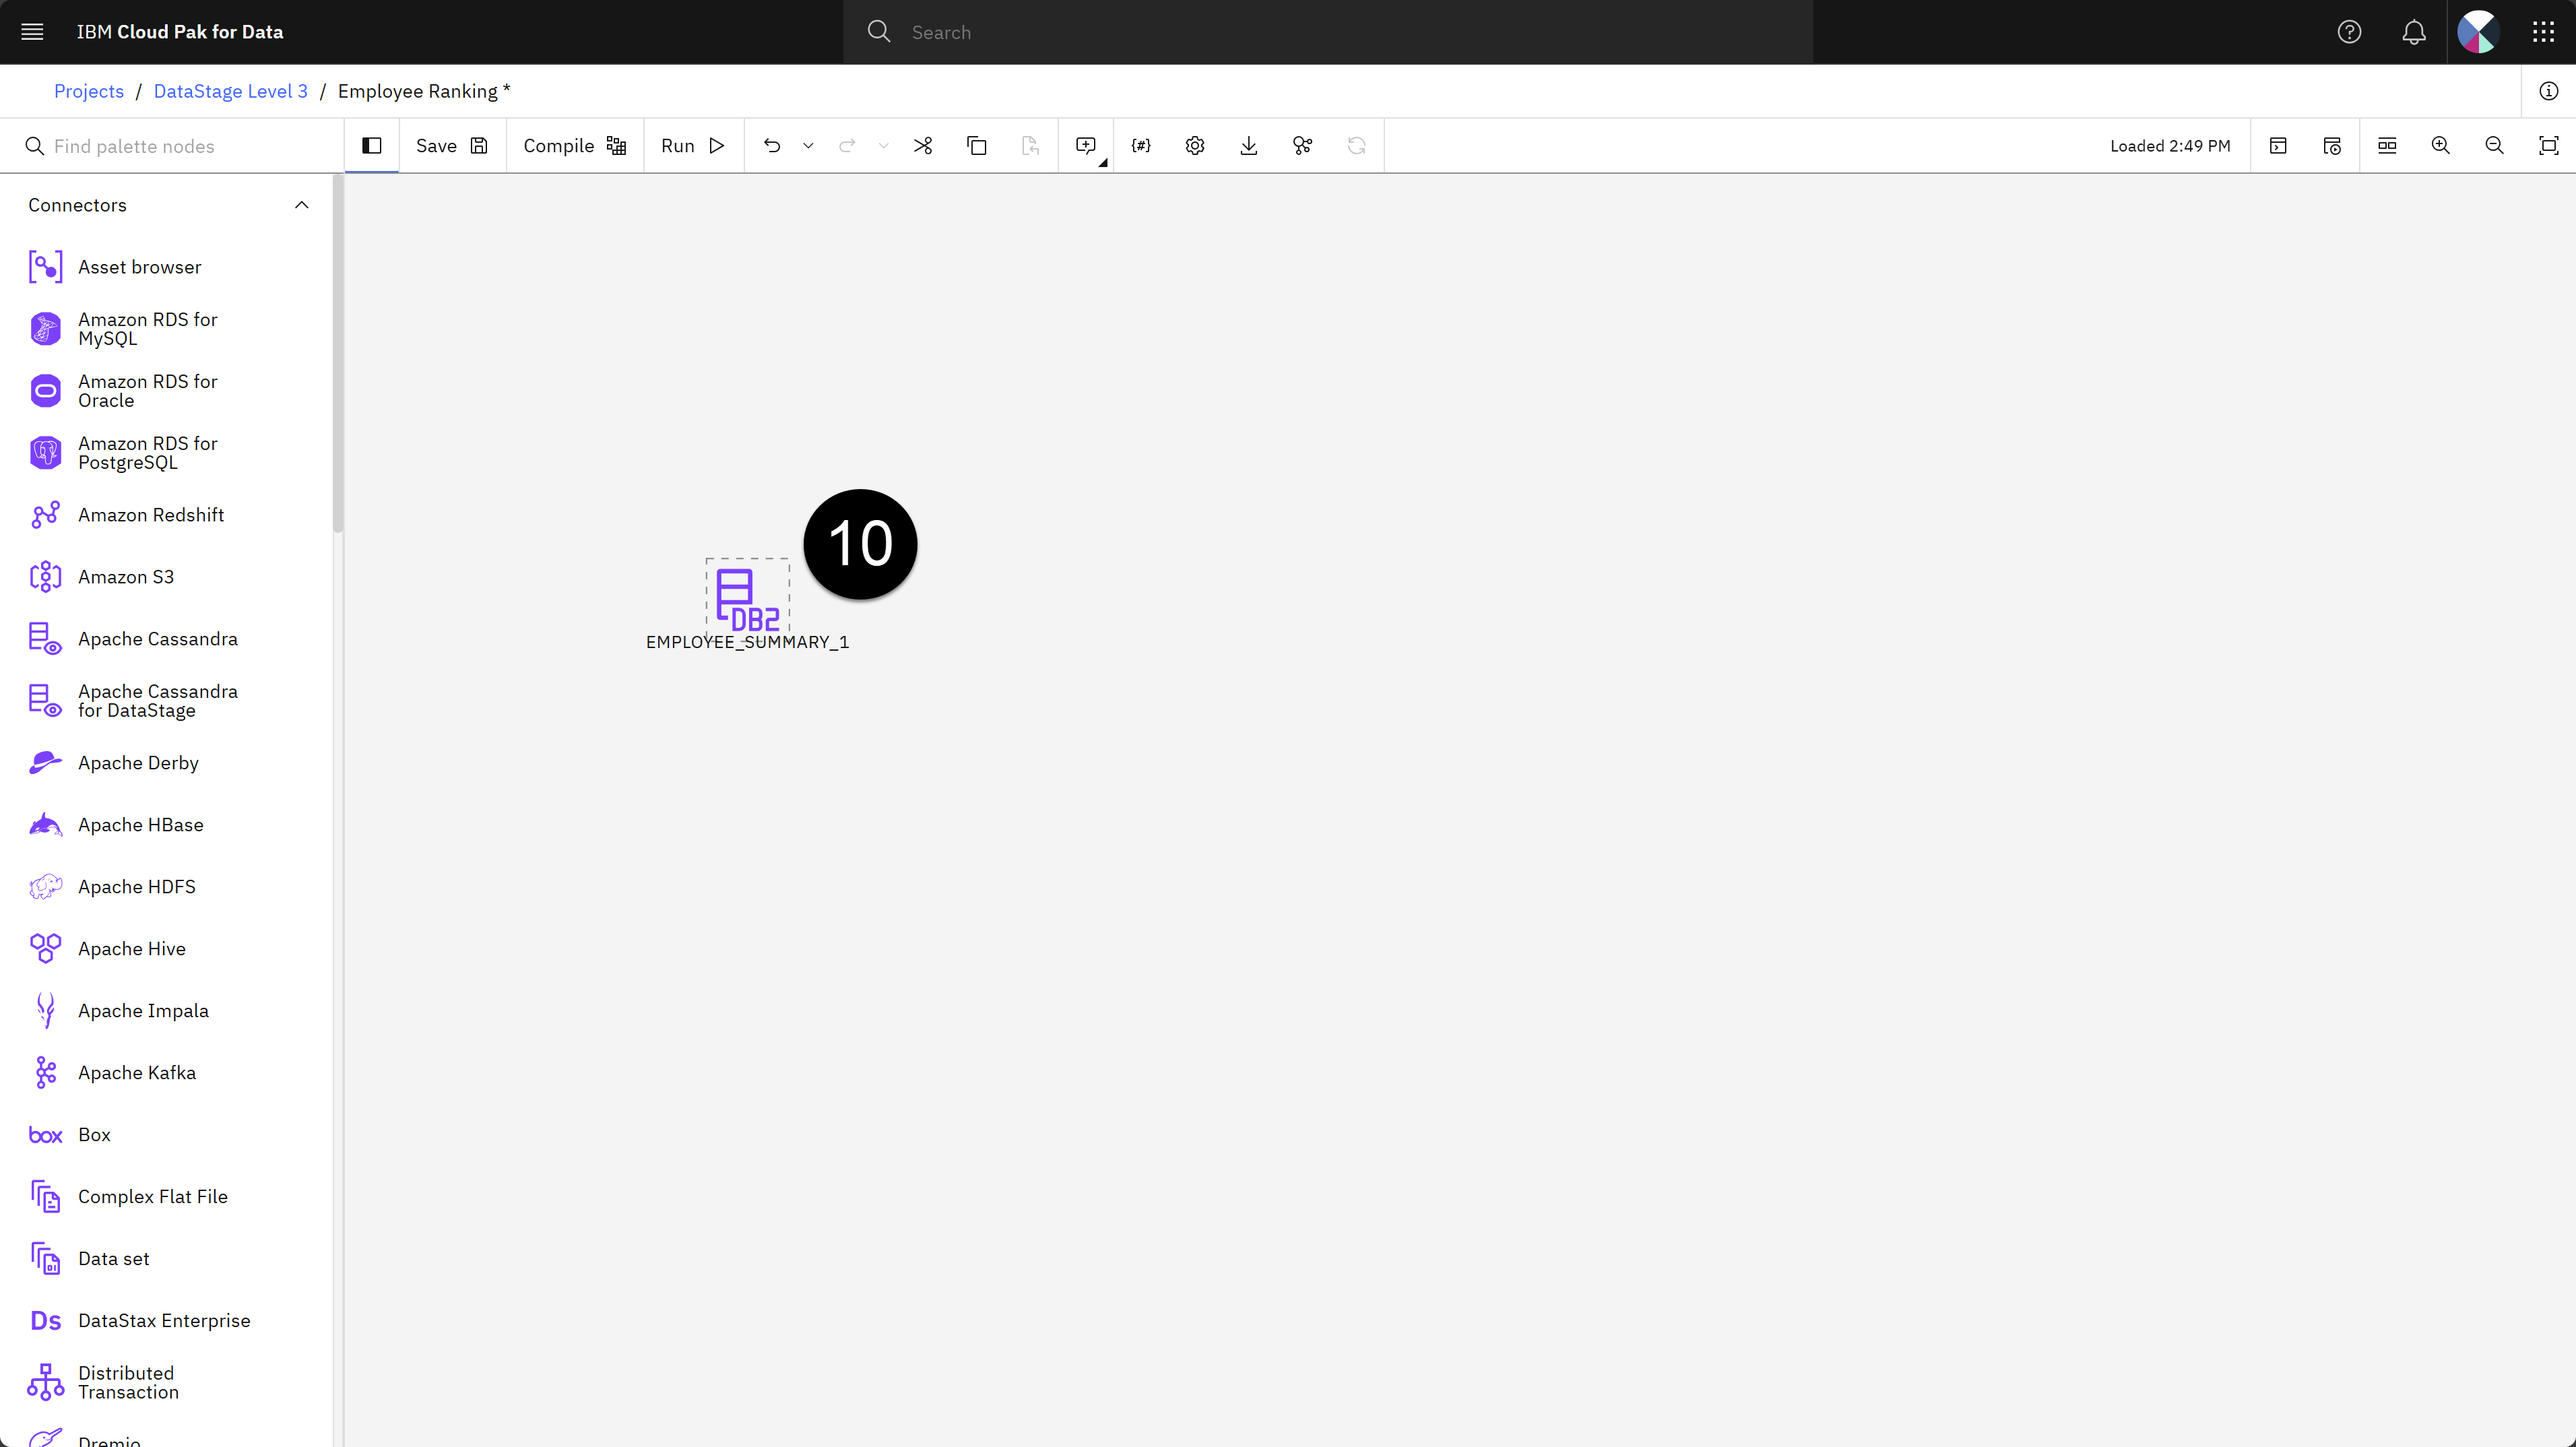 IBM Cloud Pak for Data
Search
Projects / DataStage Level 3 / Employee Ranking *
Find palette nodes
Save
Compile
Run
{#}
Loaded 2:49 PM
Connectors
Asset browser
Amazon RDS for
MySQL
Amazon RDS for
Oracle
Amazon RDS for
PostgreSQL
Amazon Redshift
Amazon S3
Apache Cassandra
Apache Cassandra
for DataStage
Apache Derby
Apache HBase
Apache HDFS
Apache Hive
Apache Impala
Apache Kafka
box
Box
Complex Flat File
Data set
Ds
DataStax Enterprise
Distributed
Transaction
Dremio
10
DB2
EMPLOYEE_SUMMARY_1